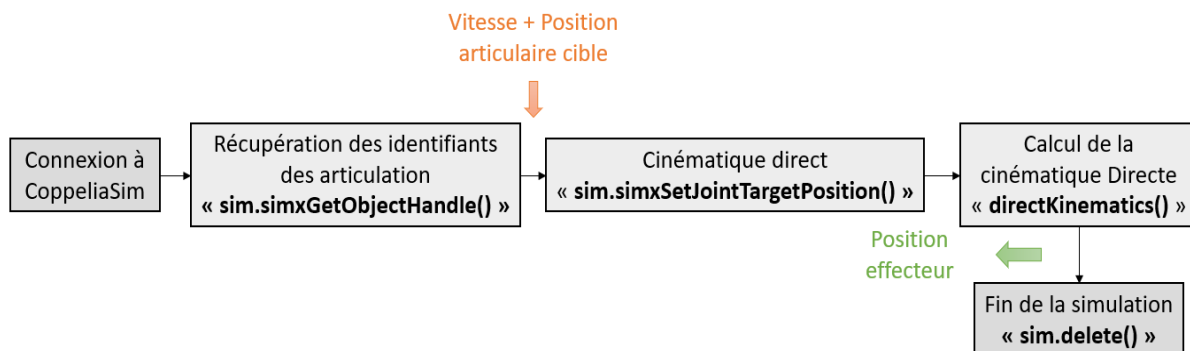 Vitesse + Position
articulaire cible
Connexion à
CoppeliaSim
Récupération des identifiants
des articulation
« sim.simxGetObjectHandle() »
Cinématique direct
« sim.simxSetJointTargetPosition() »
Calcul de la
cinématique Directe
« directKinematics() »
Position
effecteur
Fin de la simulation
« sim.delete() »